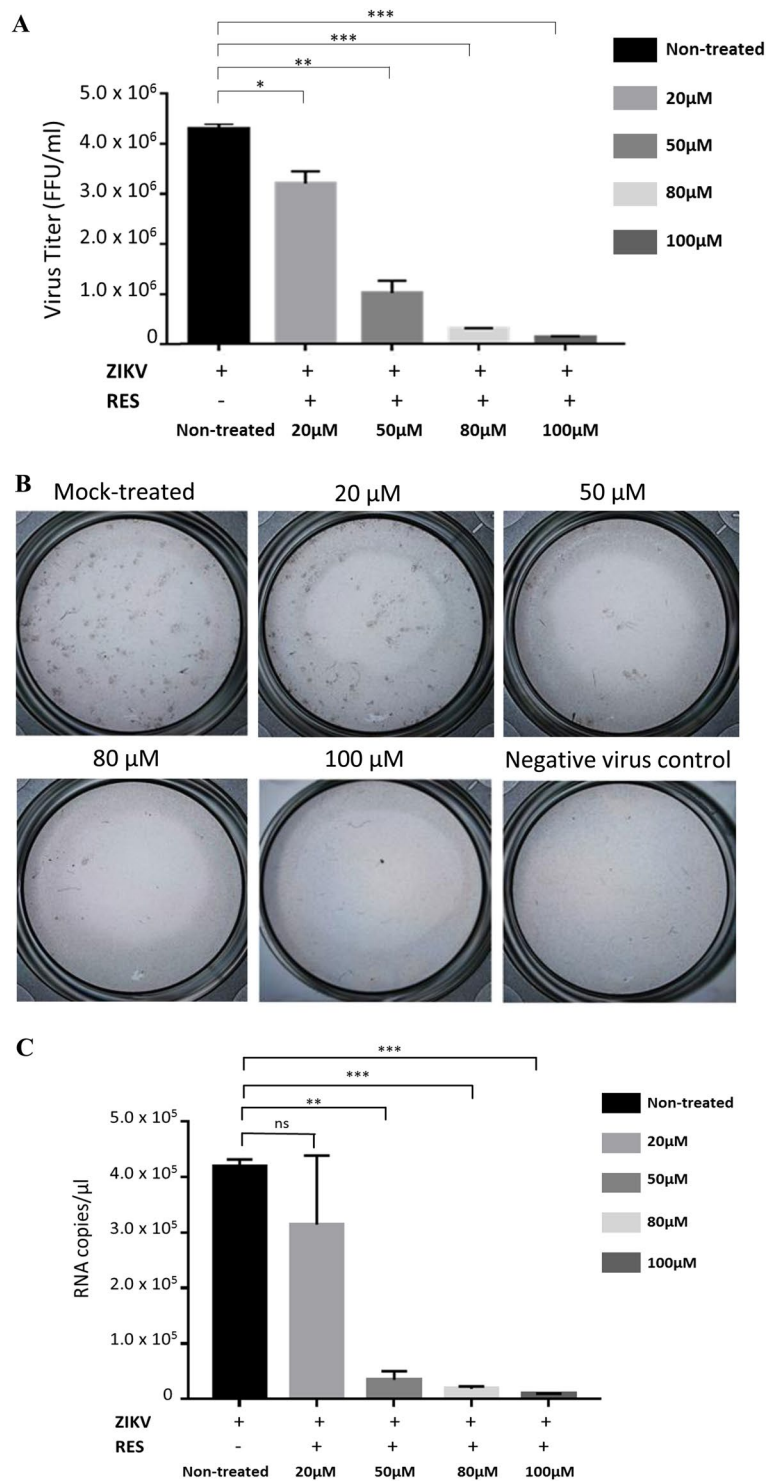 A
***
***
**
*
Virus Titer (FFU/ml)
5.0 x 10⁶
4.0 x 10⁶
3.0 x 10⁶
2.0 x 10⁶
1.0 x 10⁶
0
Non-treated
20μM
50μM
80μM
100μM
ZIKV + + + + +
RES - + + + +
Non-treated 20μM 50μM 80μM 100μM
B
Mock-treated 20 μM 50 μM
80 μM 100 μM Negative virus control
C
***
***
**
ns
RNA copies/μl
5.0 x 10⁵
4.0 x 10⁵
3.0 x 10⁵
2.0 x 10⁵
1.0 x 10⁵
0
Non-treated
20μM
50μM
80μM
100μM
ZIKV + + + + +
RES - + + + +
Non-treated 20μM 50μM 80μM 100μM